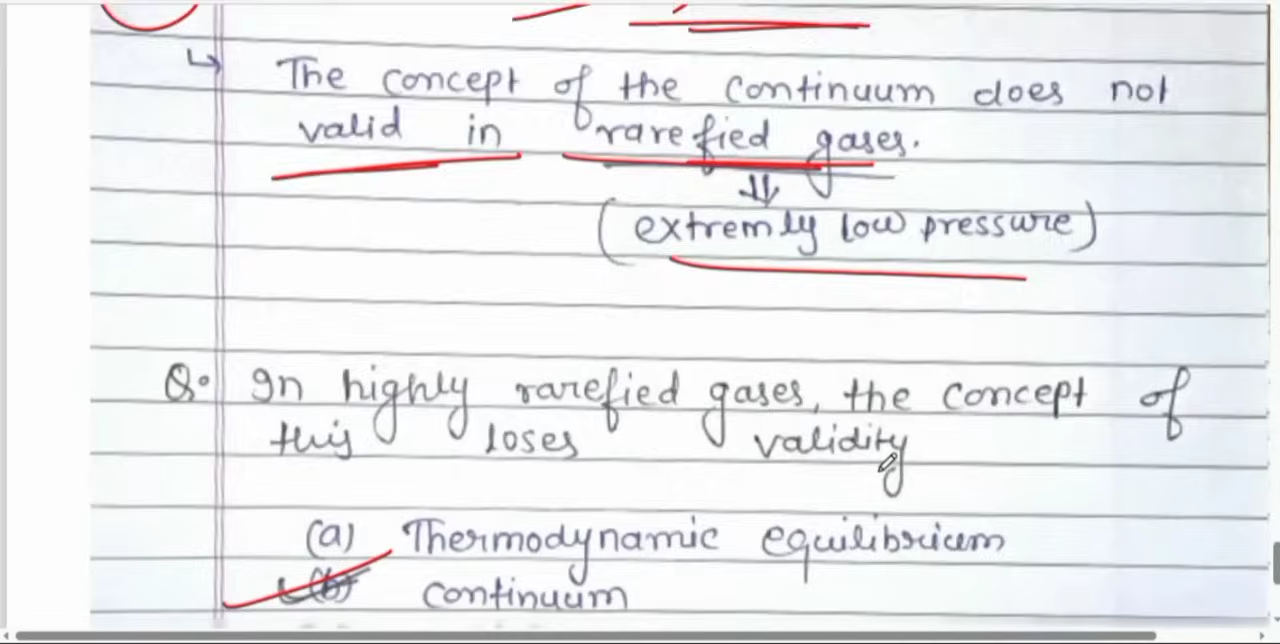 ↳ The concept of the continuum does not
valid in rarefied gases.
⇓
(extremly low pressure)
Q. In highly rarefied gases, the concept of
this loses validity
(a) Thermodynamic equilibrium
(b) continuum